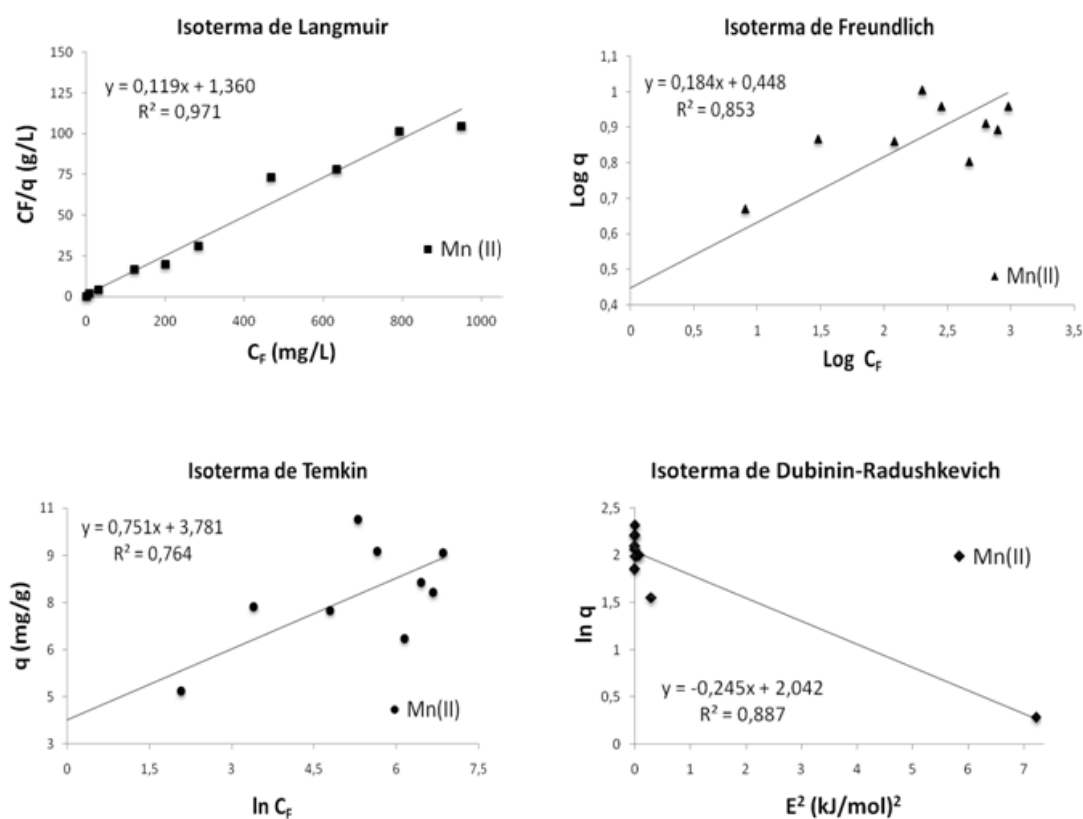 Isoterma de Langmuir
150
125
100
75
50
25
0
CF/q (g/L)
y = 0,119x + 1,360
R² = 0,971
Mn (II)
0 200 400 600 800 1000
C_F (mg/L)
Isoterma de Freundlich
1,1
1
0,9
0,8
0,7
0,6
0,5
0,4
Log q
y = 0,184x + 0,448
R² = 0,853
Mn(II)
0 0,5 1 1,5 2 2,5 3 3,5
Log C_F
Isoterma de Temkin
11
9
8
6
5
3
q (mg/g)
y = 0,751x + 3,781
R² = 0,764
Mn(II)
0 1,5 3 4,5 6 7,5
ln C_F
Isoterma de Dubinin-Radushkevich
2,5
2
1,5
1
0,5
0
ln q
Mn(II)
y = -0,245x + 2,042
R² = 0,887
0 1 2 3 4 5 6 7
E² (kJ/mol)²